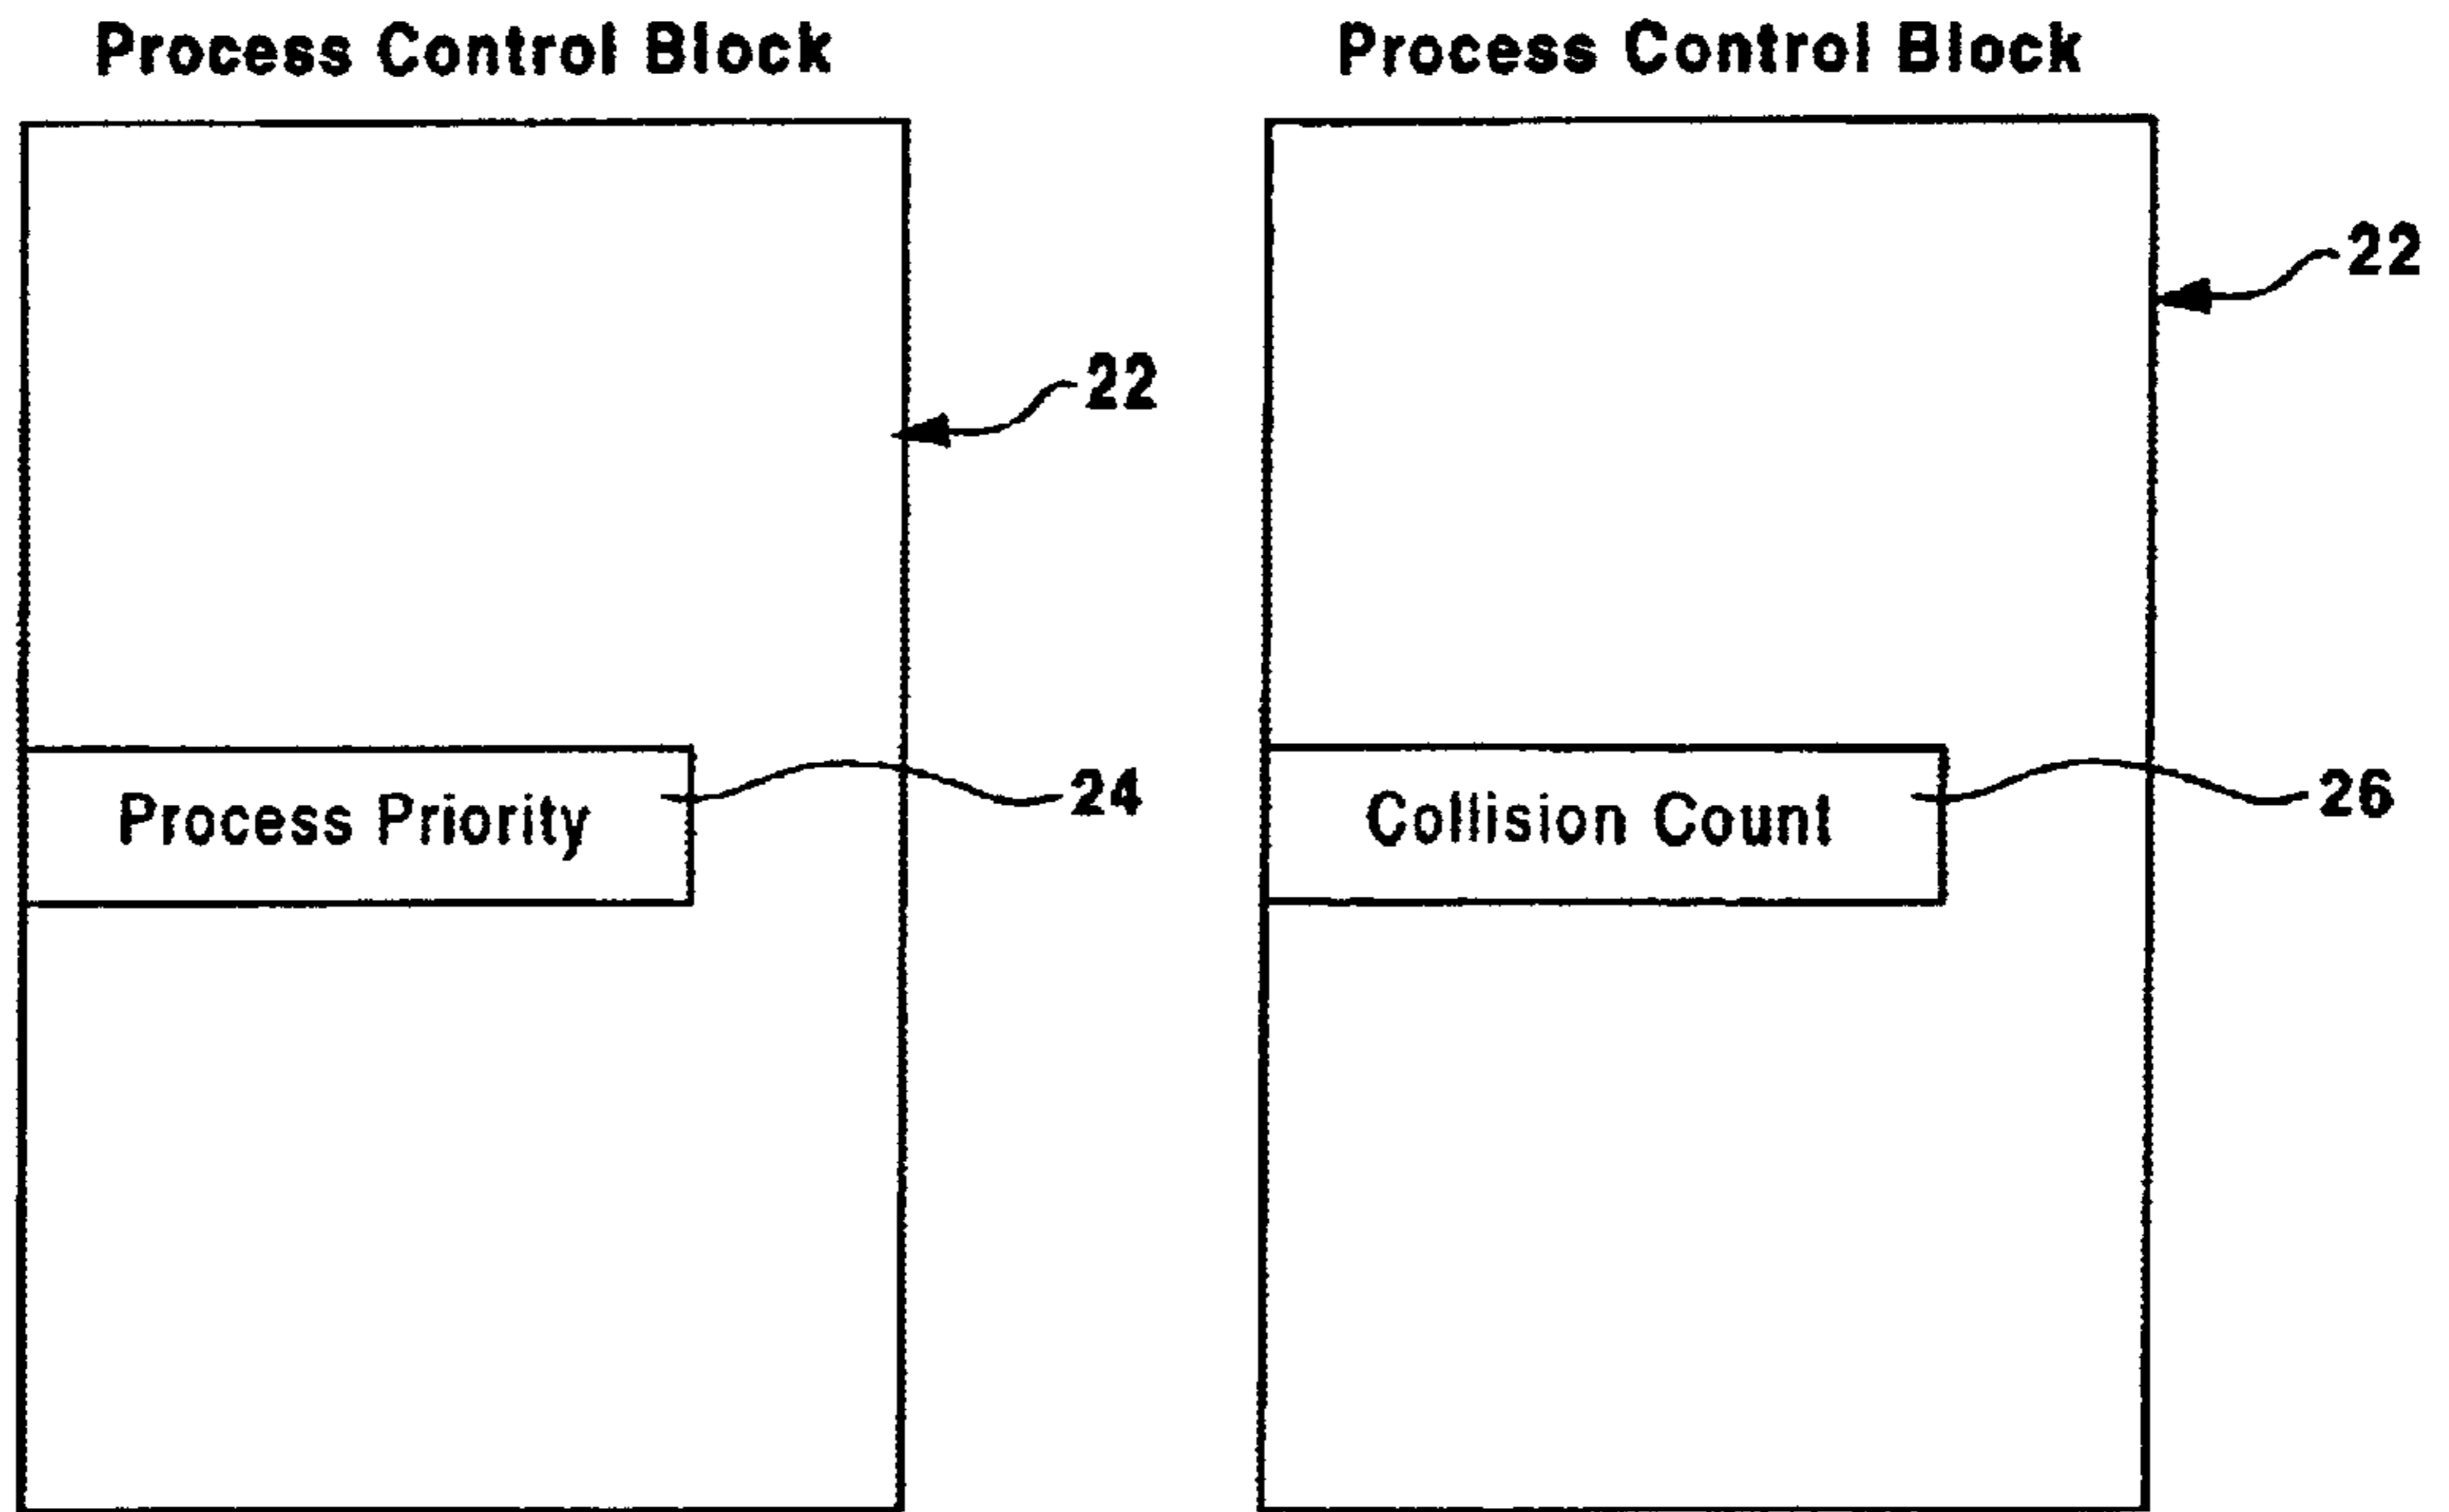 Process Control Block
22
Process Priority
24
Process Control Block
22
Collision Count
26